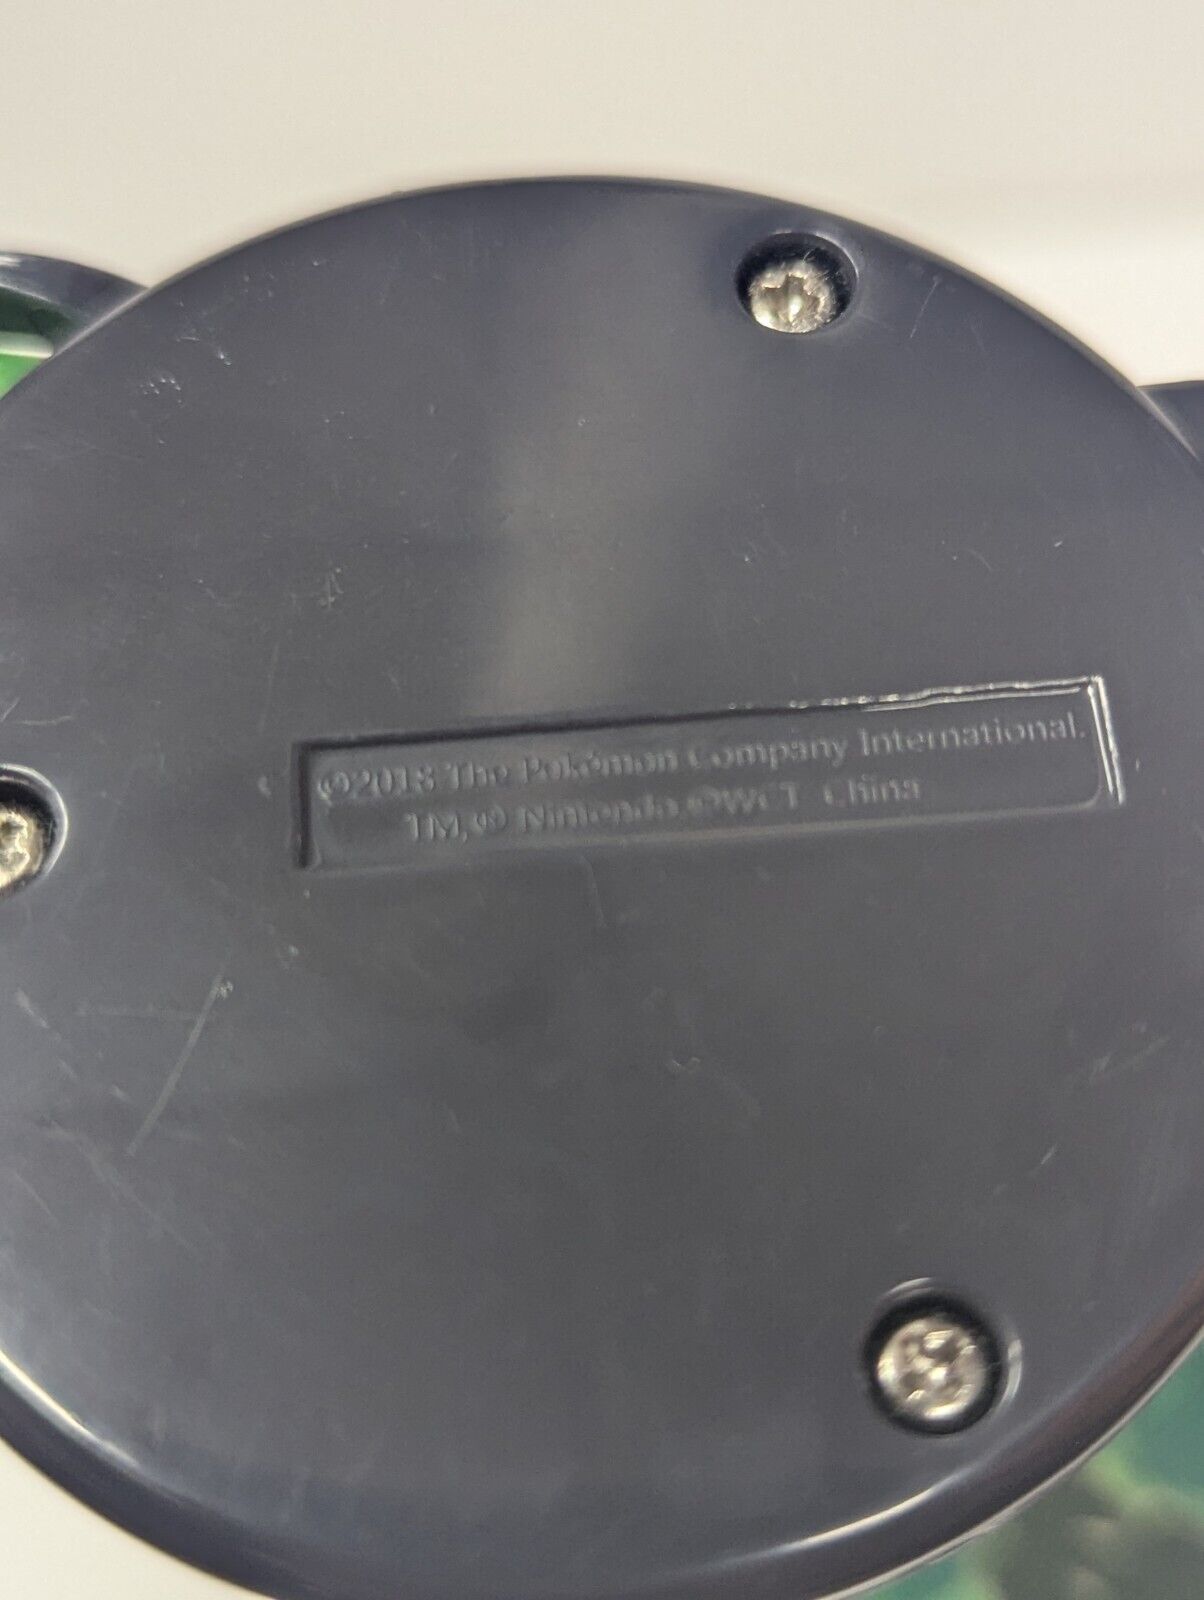 ©2018 The Pokémon Company International.
TM, ® Nintendo ©WCT China